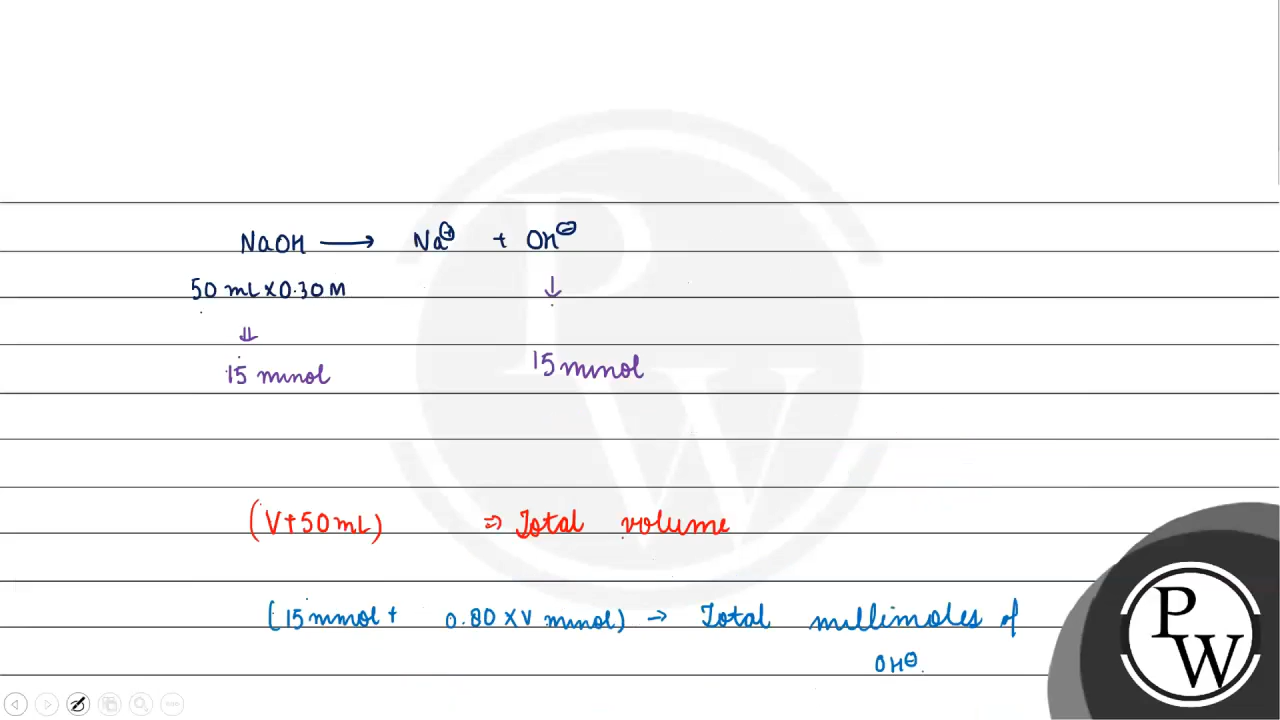 NaOH ⟶ Na⊕ + OH⊖
50 mL × 0.30 M ↓
⇓
15 mmol 15 mmol
(V+50 mL) ⇒ Total volume
(15 mmol + 0.80 × V mmol) → Total millimoles of
OH⊖.
P
W
P
W